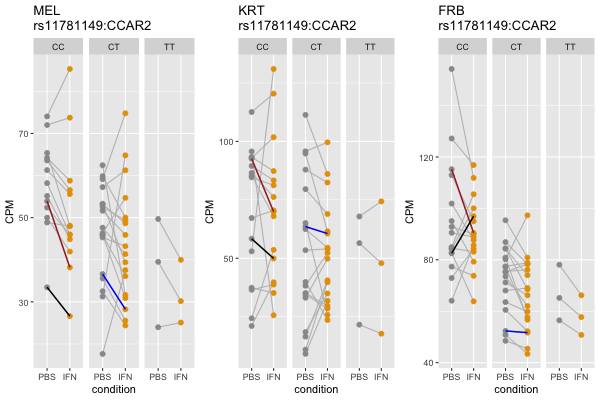 MEL
rs11781149:CCAR2
CC CT TT
CPM
70
50
30
PBS IFN PBS IFN PBS IFN
condition
KRT
rs11781149:CCAR2
CC CT TT
CPM
100
50
PBS IFN PBS IFN PBS IFN
condition
FRB
rs11781149:CCAR2
CC CT TT
CPM
120
80
40
PBS IFN PBS IFN PBS IFN
condition